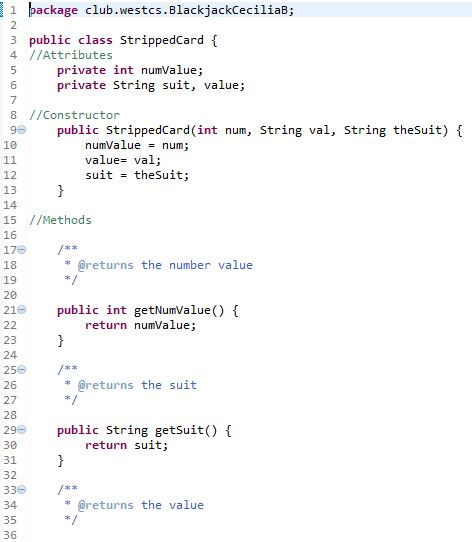 1 package club.westcs.BlackjackCeciliaB;
2
3 public class StrippedCard {
4 //Attributes
5 private int numValue;
6 private String suit, value;
7
8 //Constructor
9 public StrippedCard(int num, String val, String theSuit) {
10 numValue = num;
11 value= val;
12 suit = theSuit;
13 }
14
15 //Methods
16
17 /**
18 * @returns the number value
19 */
20
21 public int getNumValue() {
22 return numValue;
23 }
24
25 /**
26 * @returns the suit
27 */
28
29 public String getSuit() {
30 return suit;
31 }
32
33 /**
34 * @returns the value
35 */
36